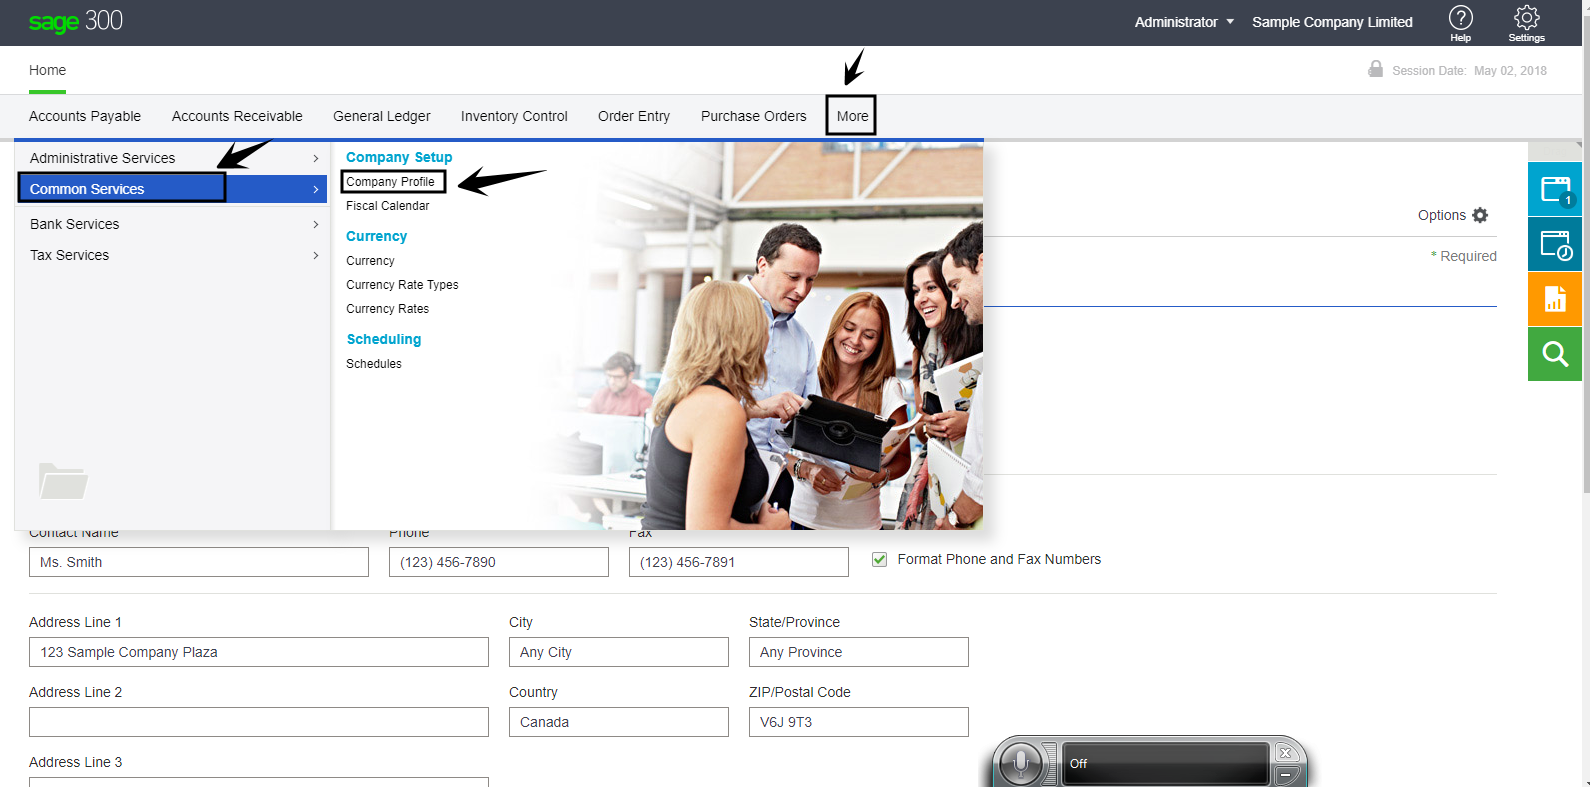 sage 300
Administrator
Sample Company Limited
Help
Settings
Home
Session Date: May 02, 2018
Accounts Payable
Accounts Receivable
General Ledger
Inventory Control
Order Entry
Purchase Orders
More
Administrative Services
Common Services
Bank Services
Tax Services
Company Setup
Company Profile
Fiscal Calendar
Currency
Currency
Currency Rate Types
Currency Rates
Scheduling
Schedules
1
Options
* Required
Contact Name
Phone
Fax
Ms. Smith
(123) 456-7890
(123) 456-7891
Format Phone and Fax Numbers
Address Line 1
City
State/Province
123 Sample Company Plaza
Any City
Any Province
Address Line 2
Country
ZIP/Postal Code
Canada
V6J 9T3
Address Line 3
Off